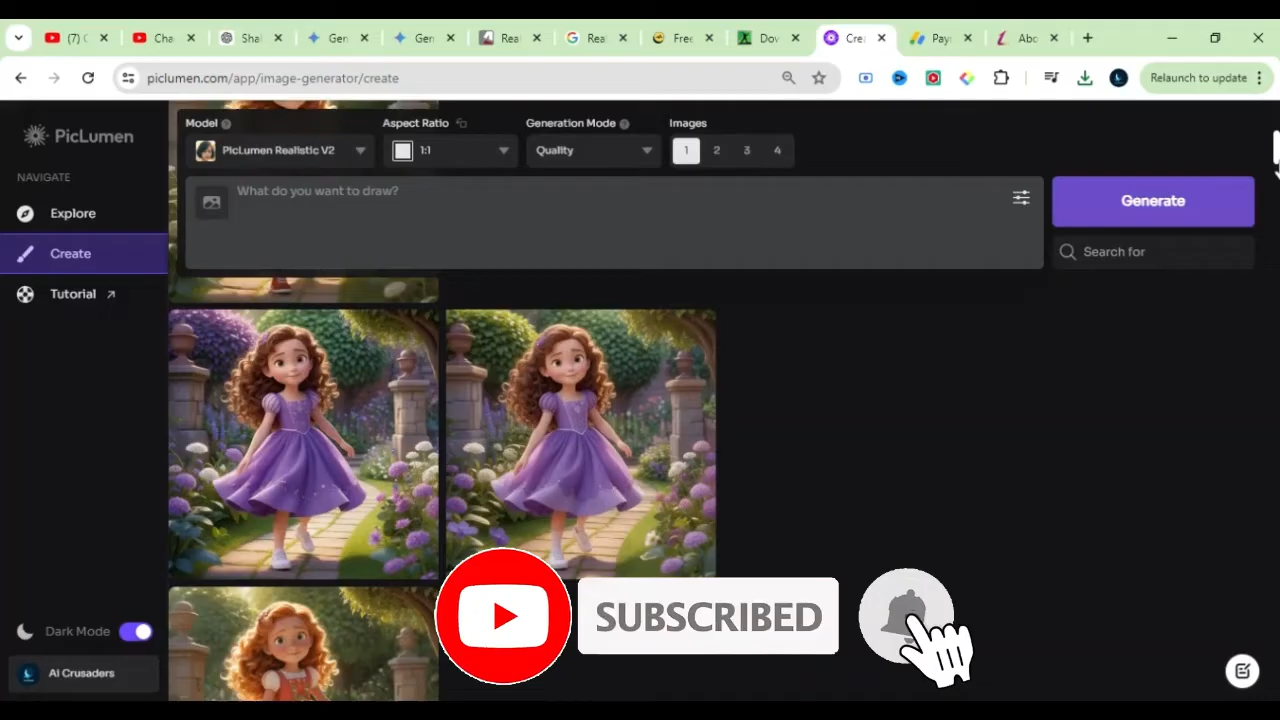 (7) C
Cha
Sha
Gen
Gen
Rea
Rea
Free
Dov
Cre
Pay
Abo
piclumen.com/app/image-generator/create
Relaunch to update
PicLumen
NAVIGATE
Explore
Create
Tutorial
Model
Aspect Ratio
Generation Mode
Images
PicLumen Realistic V2
1:1
Quality
1
2
3
4
What do you want to draw?
Generate
Search for
SUBSCRIBED
Dark Mode
Ai Crusaders